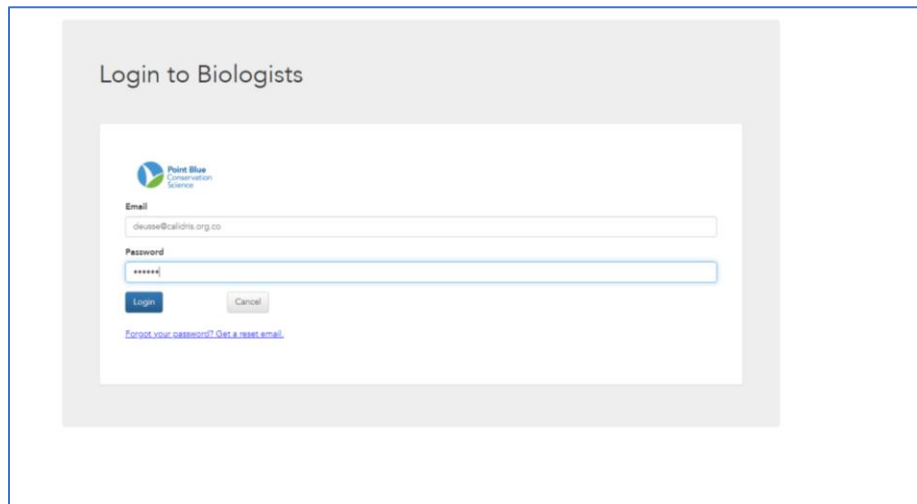 Login to Biologists
Point Blue
Conservation
Science
Email
deusse@calidris.org.co
Password
••••••
Login
Cancel
Forgot your password? Get a reset email.